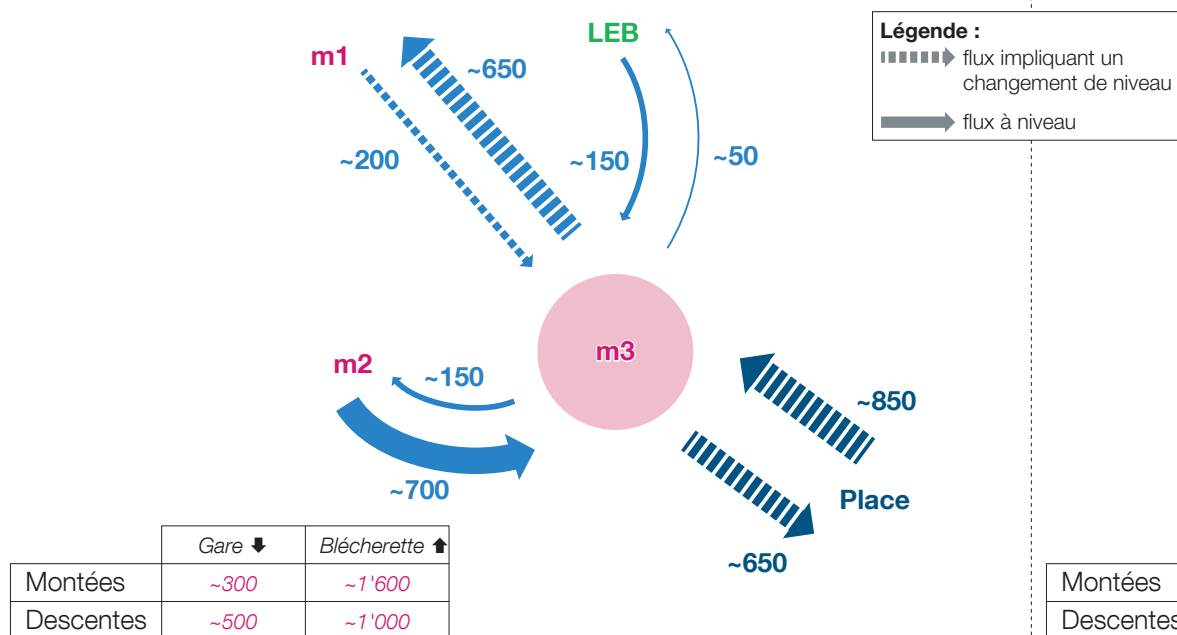 LEB
m1
~650
~200
~150
~50
Légende :
flux impliquant un
changement de niveau
flux à niveau
m3
m2
~150
~700
~850
Place
~650
Gare Blécherette
Montées ~300 ~1'600
Descentes ~500 ~1'000
Montées
Descentes